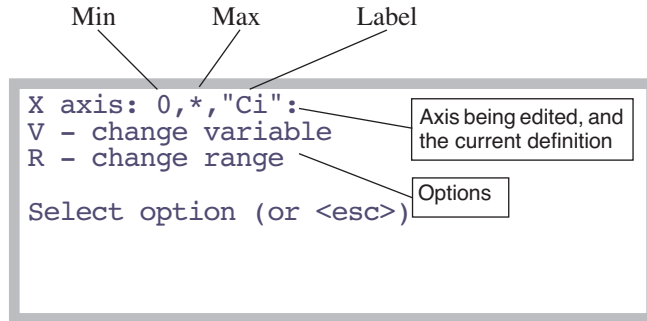 Min Max Label
X axis: 0,*,"Ci":
V – change variable
R – change range
Select option (or <esc>)
Axis being edited, and
the current definition
Options